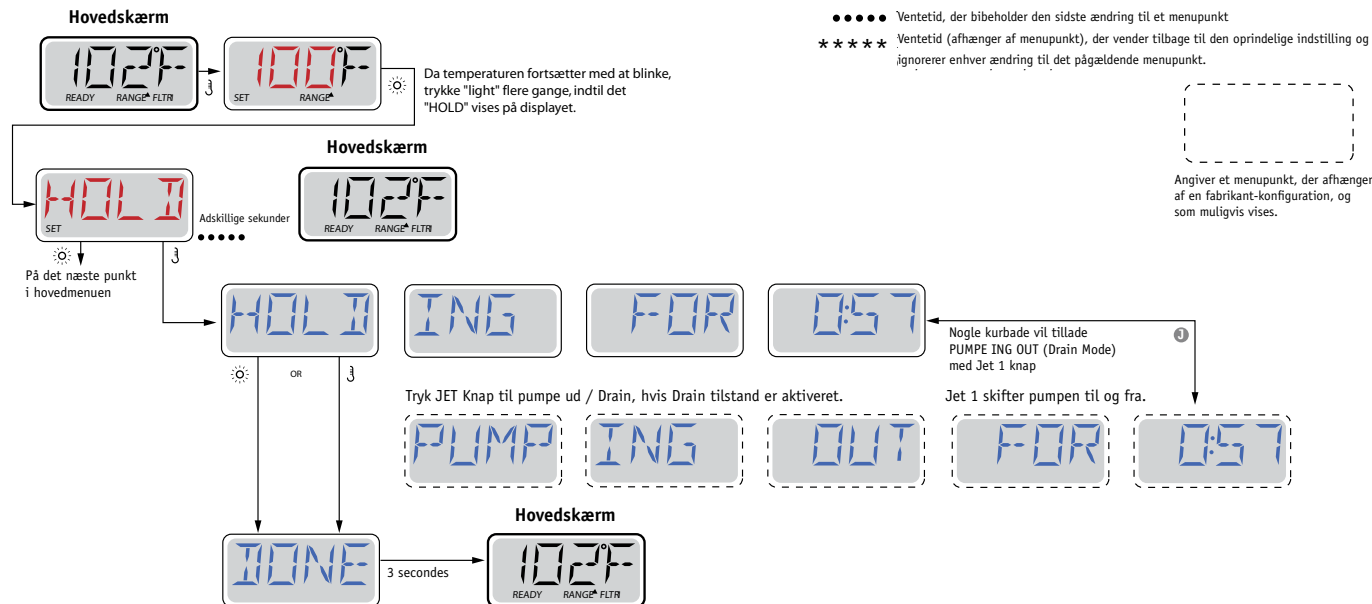 Hovedskærm
102°F
READY RANGE FLTR1
100°F
SET RANGE
Da temperaturen fortsætter med at blinke,
trykke "light" flere gange, indtil det
"HOLD" vises på displayet.
●●●●● Ventetid, der bibeholder den sidste ændring til et menupunkt
***** Ventetid (afhænger af menupunkt), der vender tilbage til den oprindelige indstilling og
ignorerer enhver ændring til det pågældende menupunkt.
Angiver et menupunkt, der afhænger
af en fabrikant-konfiguration, og
som muligvis vises.
HOLD
SET
Adskillige sekunder
●●●●●
Hovedskærm
102°F
READY RANGE FLTR1
På det næste punkt
i hovedmenuen
HOLD
ING
FOR
0:57
Nogle kurbade vil tillade
PUMPE ING OUT (Drain Mode)
med Jet 1 knap
J
OR
Tryk JET Knap til pumpe ud / Drain, hvis Drain tilstand er aktiveret.
Jet 1 skifter pumpen til og fra.
PUMP
ING
OUT
FOR
0:57
DONE
3 secondes
Hovedskærm
102°F
READY RANGE FLTR1